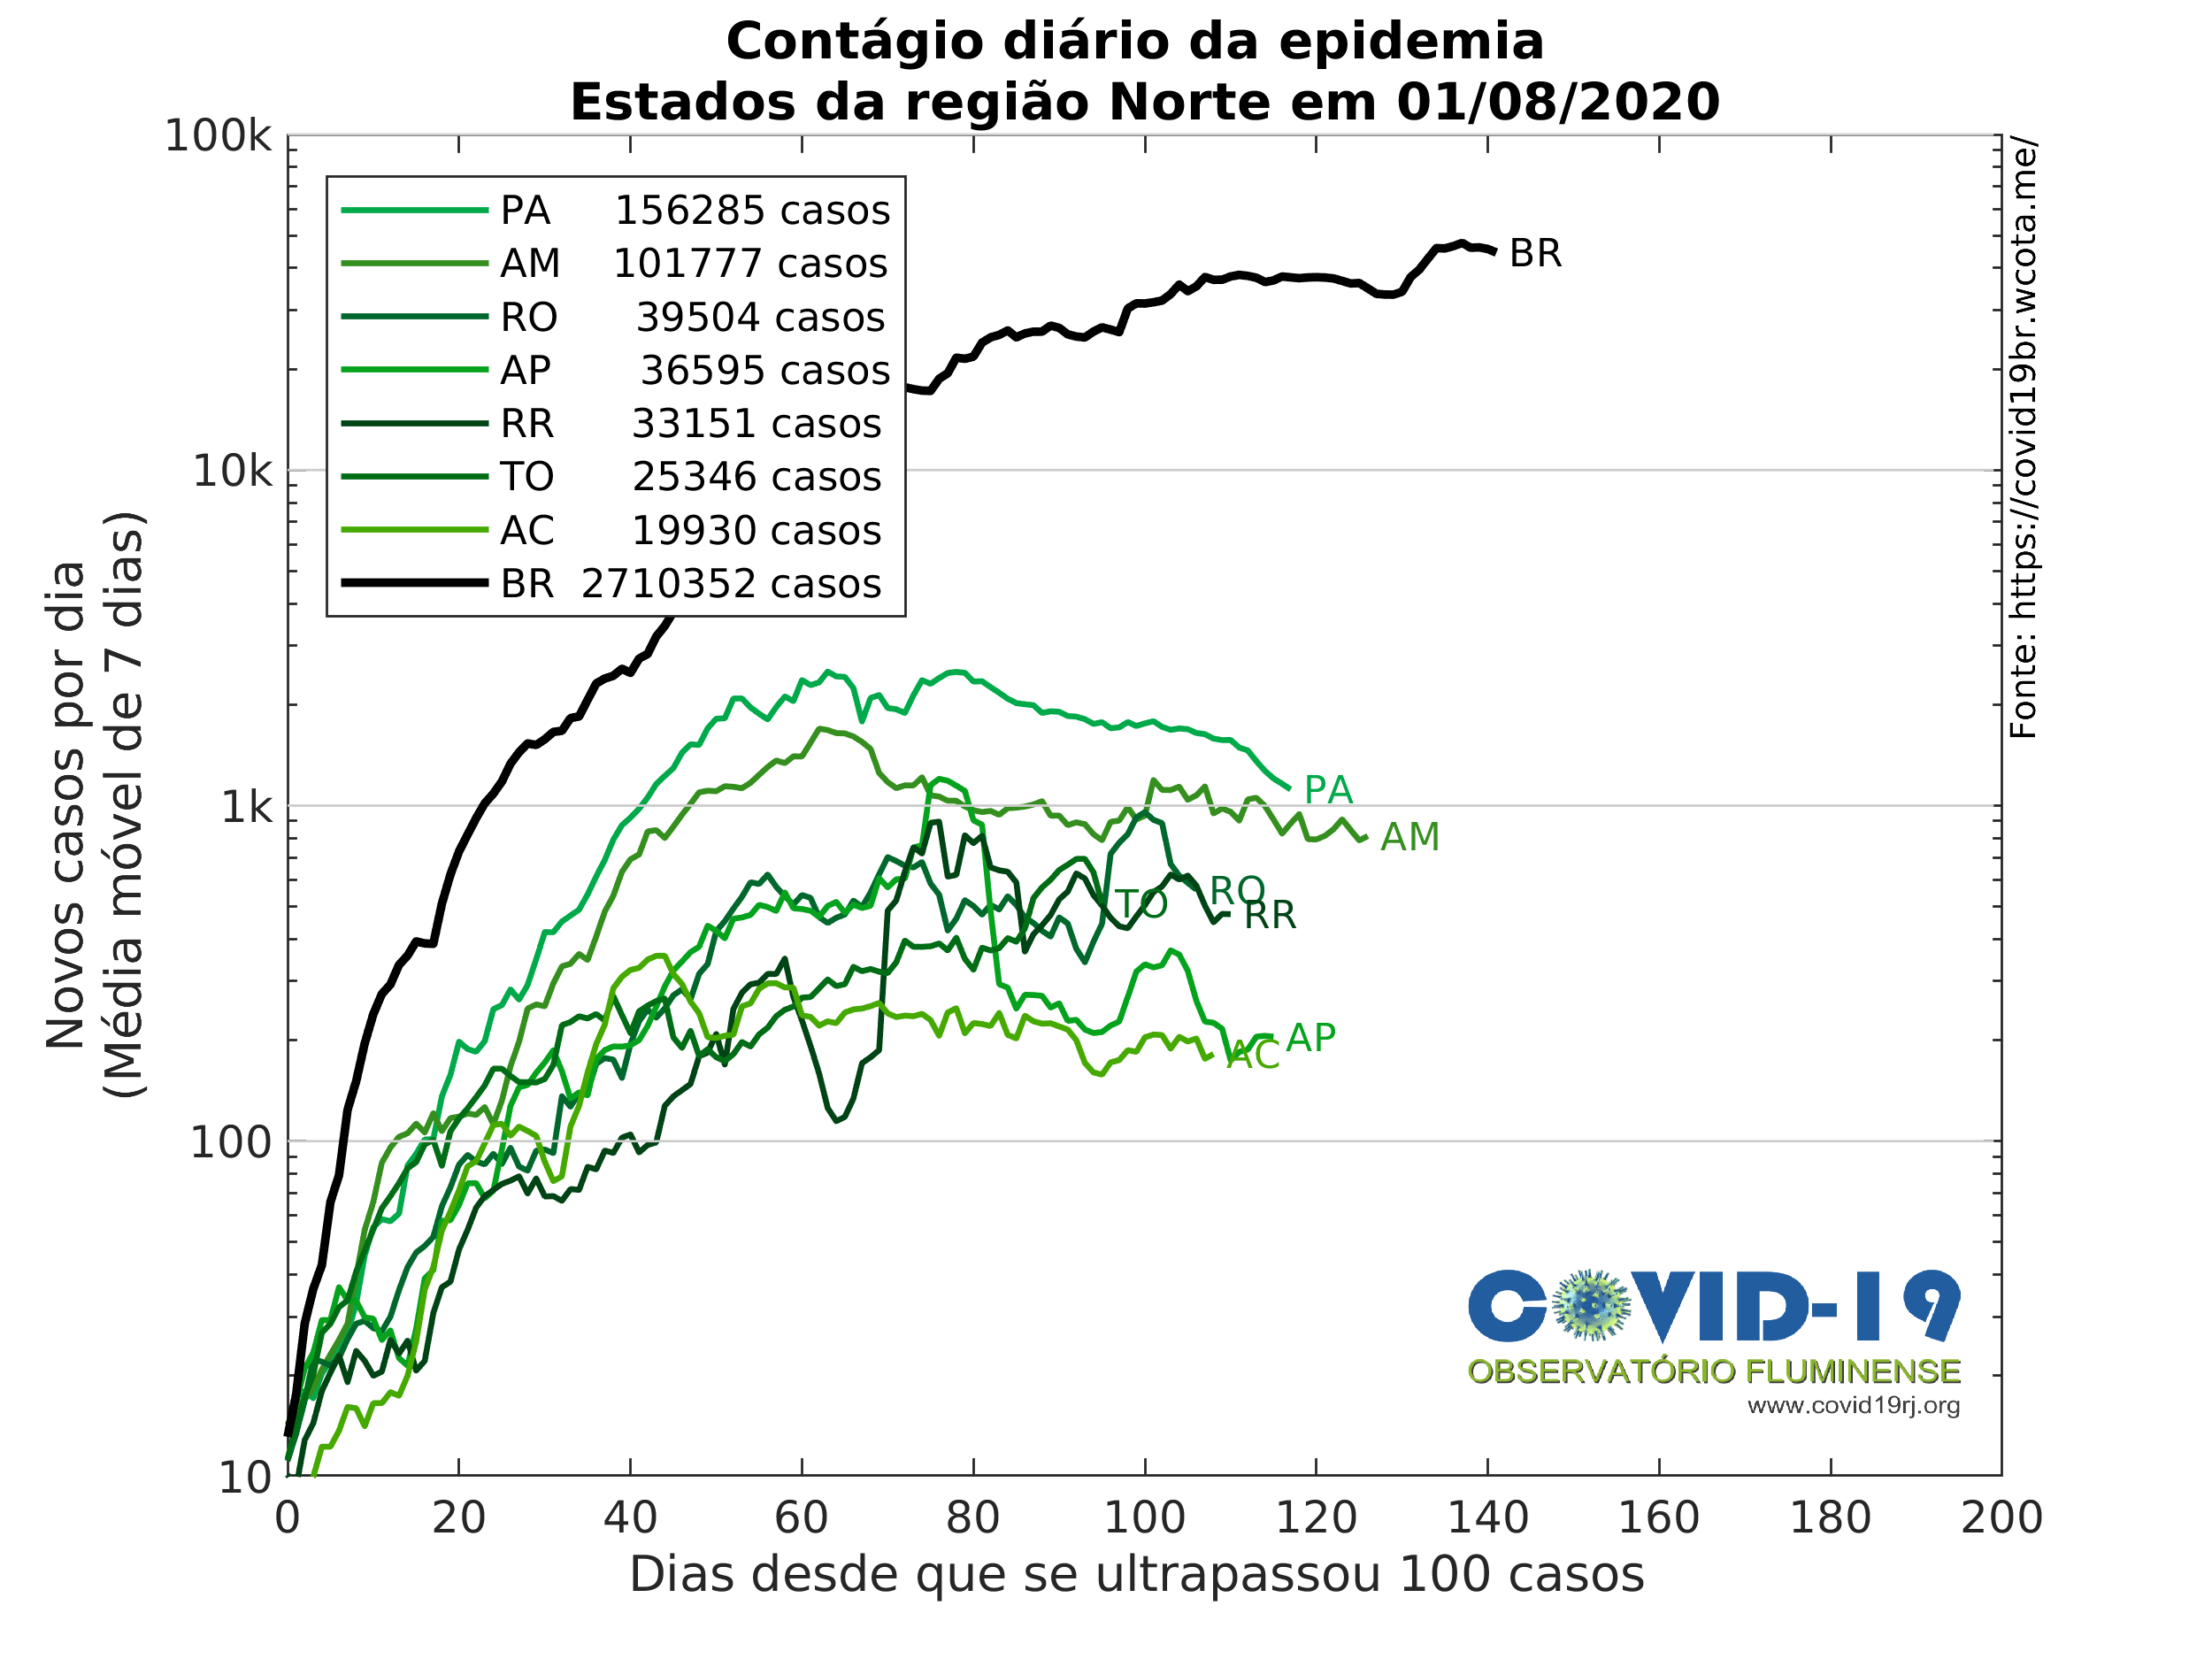 Contágio diário da epidemia
Estados da região Norte em 01/08/2020
100k
10k
1k
100
10
Novos casos por dia
(Média móvel de 7 dias)
PA 156285 casos
AM 101777 casos
RO 39504 casos
AP 36595 casos
RR 33151 casos
TO 25346 casos
AC 19930 casos
BR 2710352 casos
BR
PA
AM
RO
TO
RR
AP
AC
Fonte: https://covid19br.wcota.me/
COVID-19
OBSERVATÓRIO FLUMINENSE
www.covid19rj.org
0 20 40 60 80 100 120 140 160 180 200
Dias desde que se ultrapassou 100 casos